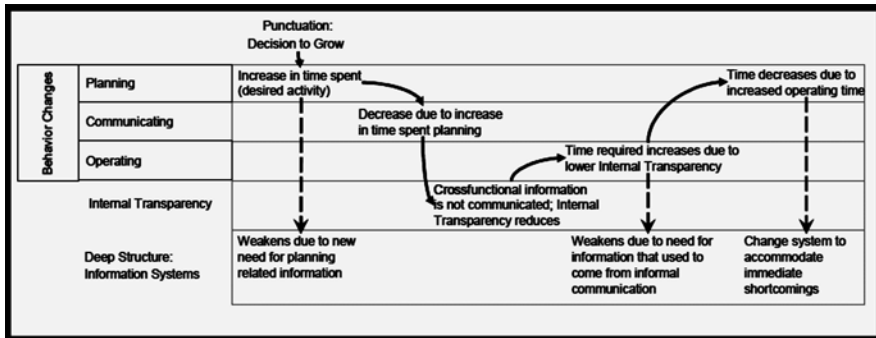 Punctuation:
Decision to Grow
Behavior Changes
Planning
Increase in time spent
(desired activity)
Time decreases due to
increased operating time
Communicating
Decrease due to increase
in time spent planning
Operating
Time required increases due to
lower Internal Transparency
Internal Transparency
Crossfunctional information
is not communicated; Internal
Transparency reduces
Deep Structure:
Information Systems
Weakens due to new
need for planning
related information
Weakens due to need for
information that used to
come from informal
communication
Change system to
accommodate
immediate
shortcomings